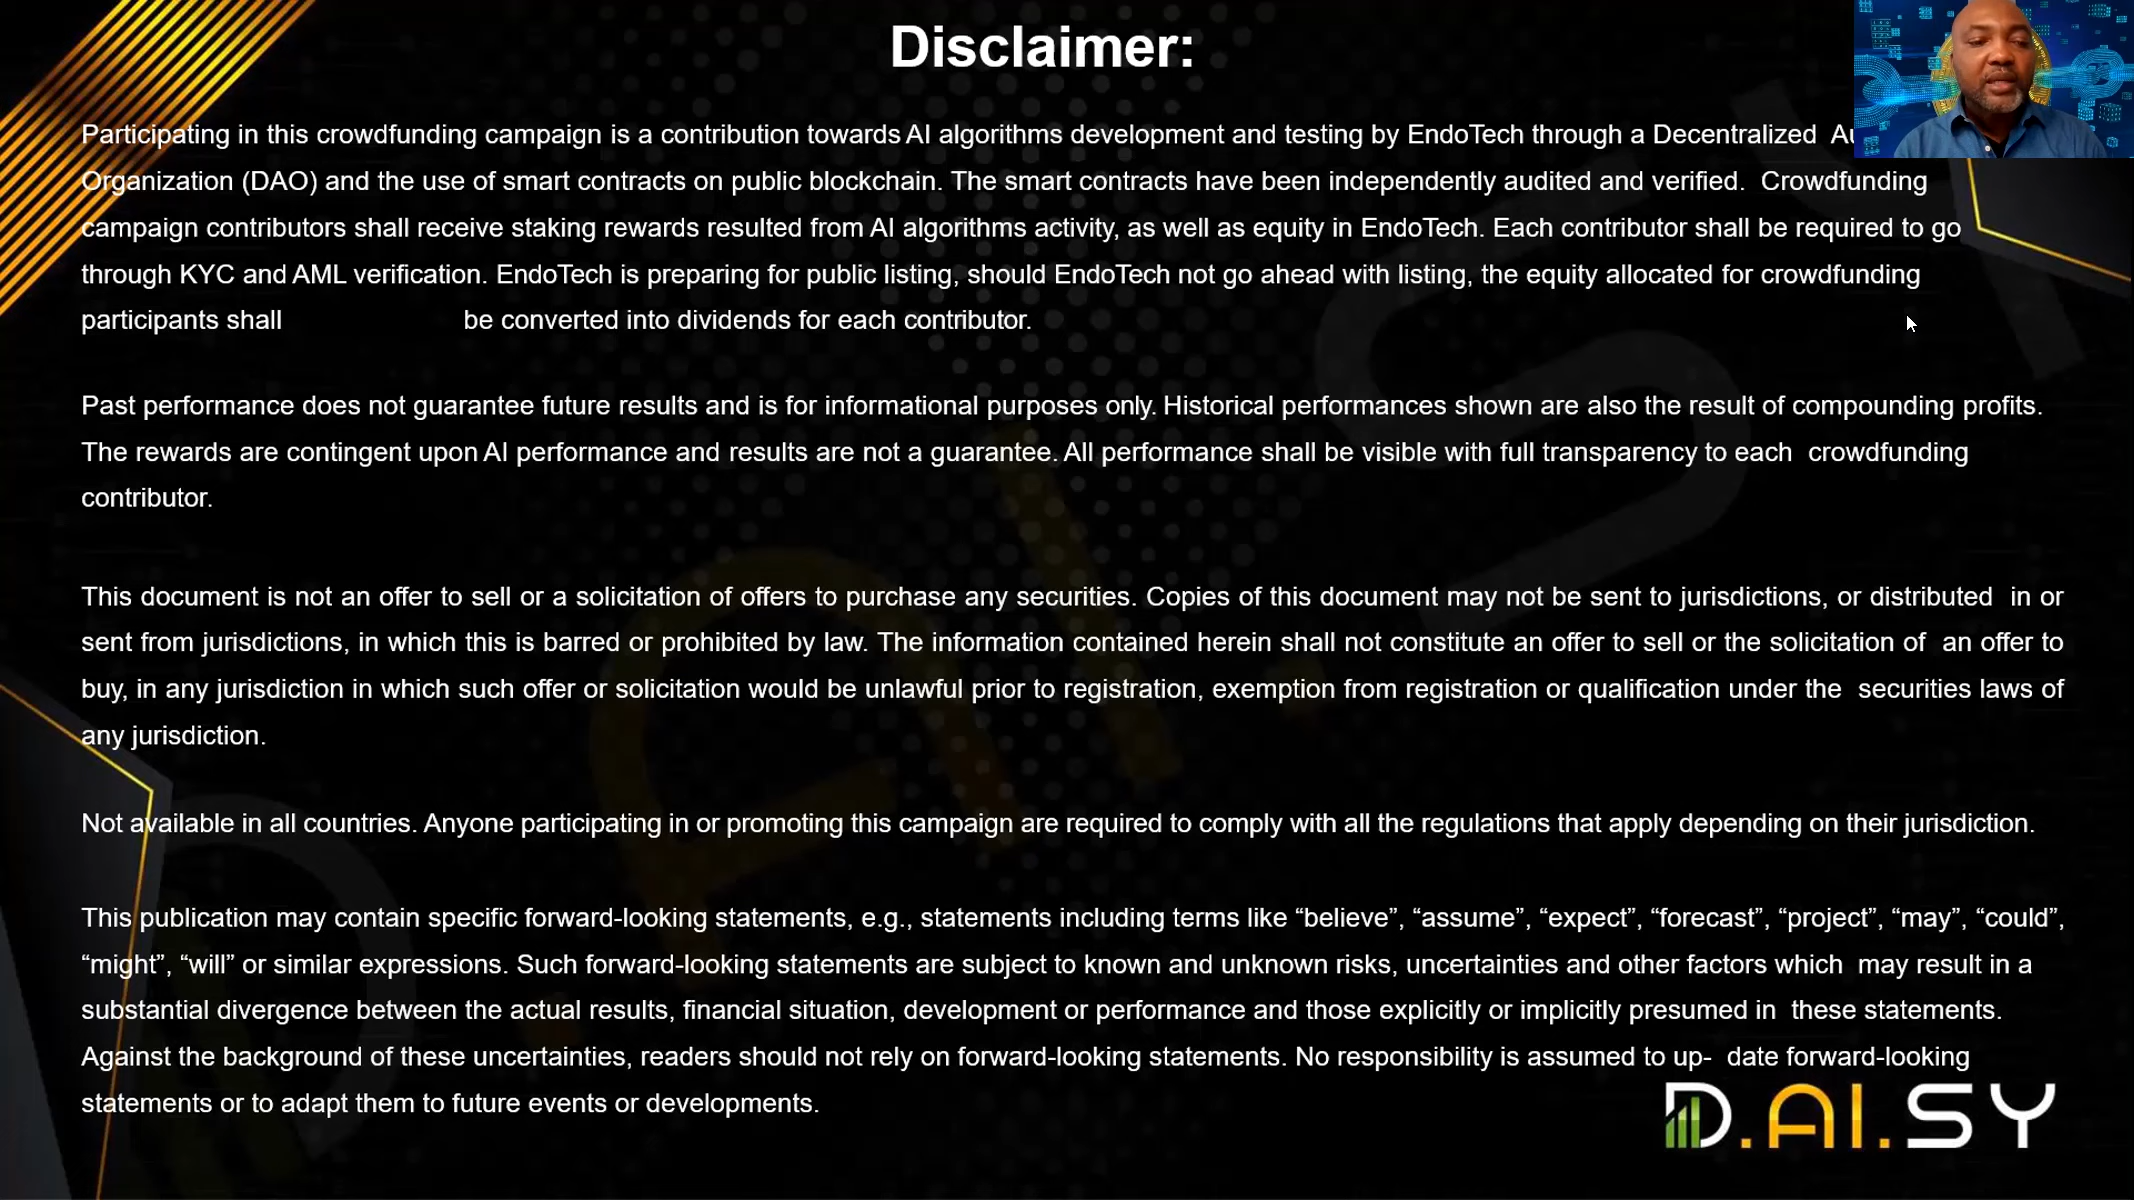 Disclaimer:
Participating in this crowdfunding campaign is a contribution towards AI algorithms development and testing by EndoTech through a Decentralized
Organization (DAO) and the use of smart contracts on public blockchain. The smart contracts have been independently audited and verified. Crowdfunding
campaign contributors shall receive staking rewards resulted from AI algorithms activity, as well as equity in EndoTech. Each contributor shall be required to go
through KYC and AML verification. EndoTech is preparing for public listing, should EndoTech not go ahead with listing, the equity allocated for crowdfunding
participants shall be converted into dividends for each contributor.
Past performance does not guarantee future results and is for informational purposes only. Historical performances shown are also the result of compounding profits.
The rewards are contingent upon AI performance and results are not a guarantee. All performance shall be visible with full transparency to each crowdfunding
contributor.
This document is not an offer to sell or a solicitation of offers to purchase any securities. Copies of this document may not be sent to jurisdictions, or distributed in or
sent from jurisdictions, in which this is barred or prohibited by law. The information contained herein shall not constitute an offer to sell or the solicitation of an offer to
buy, in any jurisdiction in which such offer or solicitation would be unlawful prior to registration, exemption from registration or qualification under the securities laws of
any jurisdiction.
Not available in all countries. Anyone participating in or promoting this campaign are required to comply with all the regulations that apply depending on their jurisdiction.
This publication may contain specific forward-looking statements, e.g., statements including terms like “believe”, “assume”, “expect”, “forecast”, “project”, “may”, “could”,
“might”, “will” or similar expressions. Such forward-looking statements are subject to known and unknown risks, uncertainties and other factors which may result in a
substantial divergence between the actual results, financial situation, development or performance and those explicitly or implicitly presumed in these statements.
Against the background of these uncertainties, readers should not rely on forward-looking statements. No responsibility is assumed to up- date forward-looking
statements or to adapt them to future events or developments.
D.AI.SY